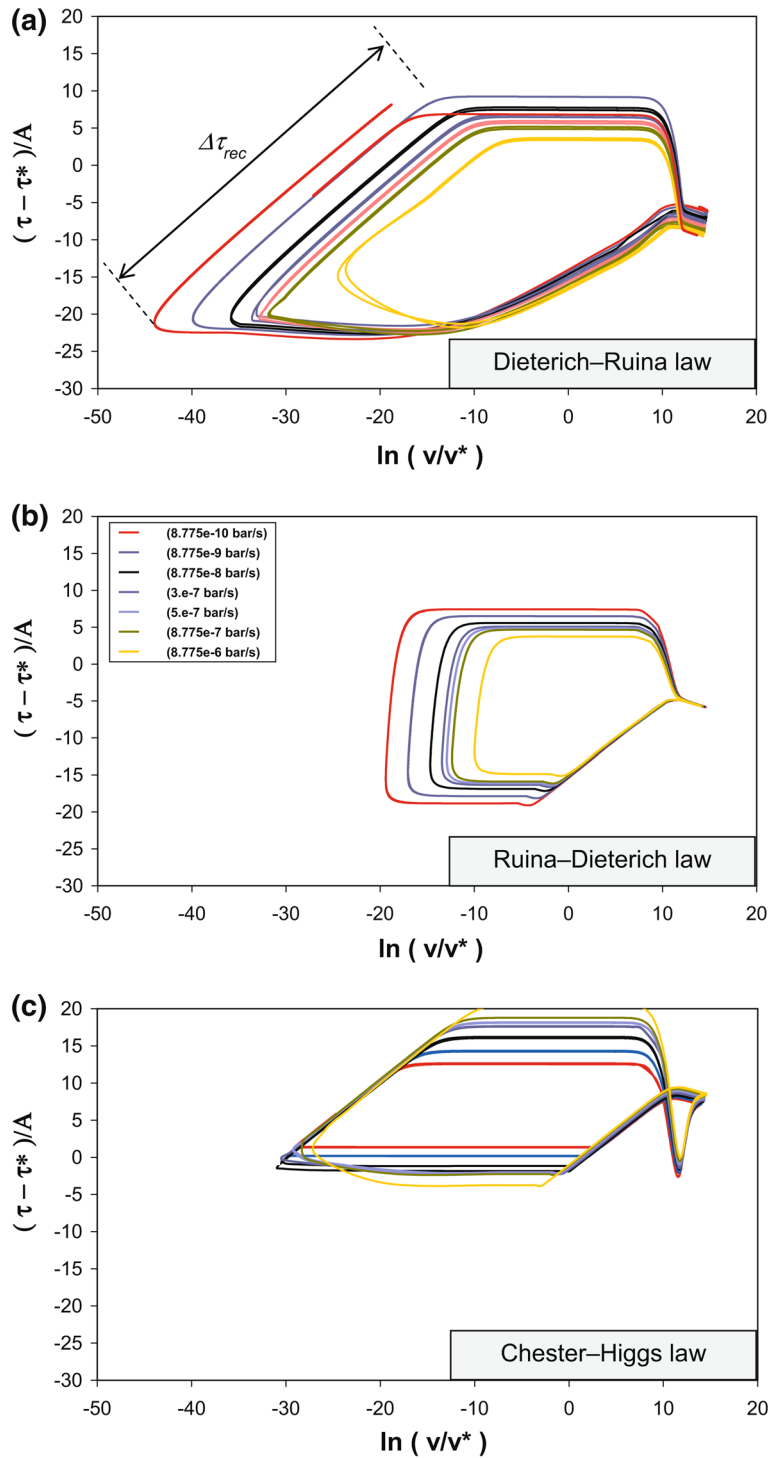 (a)
20
15
10
5
0
-5
-10
-15
-20
-25
-30
( τ − τ* )/A
Δτrec
Dieterich–Ruina law
-50 -40 -30 -20 -10 0 10 20
ln ( v/v* )
(b)
20
15
10
5
0
-5
-10
-15
-20
-25
-30
( τ − τ* )/A
(8.775e-10 bar/s)
(8.775e-9 bar/s)
(8.775e-8 bar/s)
(3.e-7 bar/s)
(5.e-7 bar/s)
(8.775e-7 bar/s)
(8.775e-6 bar/s)
Ruina–Dieterich law
-50 -40 -30 -20 -10 0 10 20
ln ( v/v* )
(c)
20
15
10
5
0
-5
-10
-15
-20
-25
-30
( τ − τ* )/A
Chester–Higgs law
-50 -40 -30 -20 -10 0 10 20
ln ( v/v* )